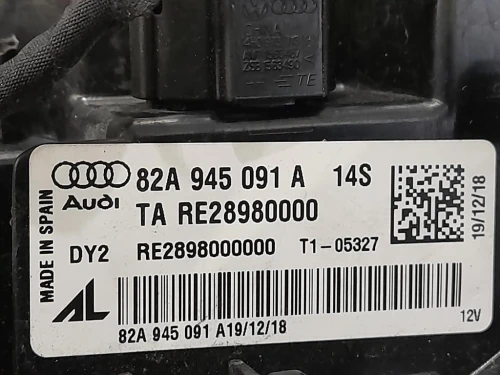 TE
MADE IN SPAIN
Audi
82A 945 091 A 14S
TA RE28980000
DY2 RE2898000000 T1-05327
19/12/18
AL
82A 945 091 A19/12/18
12V